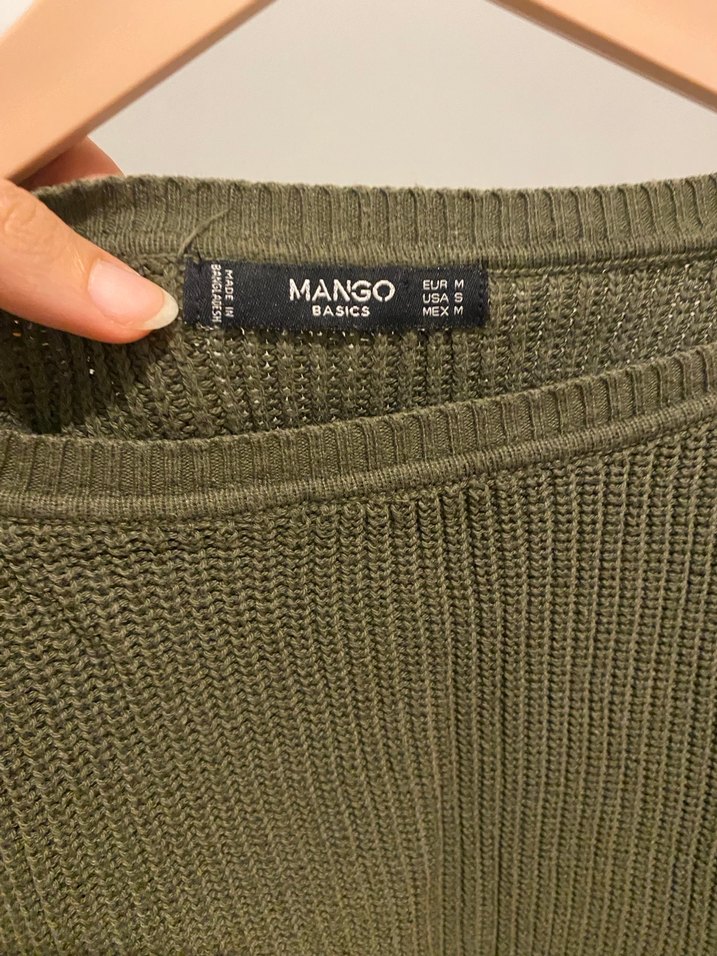 MADE IN
BANGLADESH
MANGO
BASICS
EUR M
USA S
MEX M